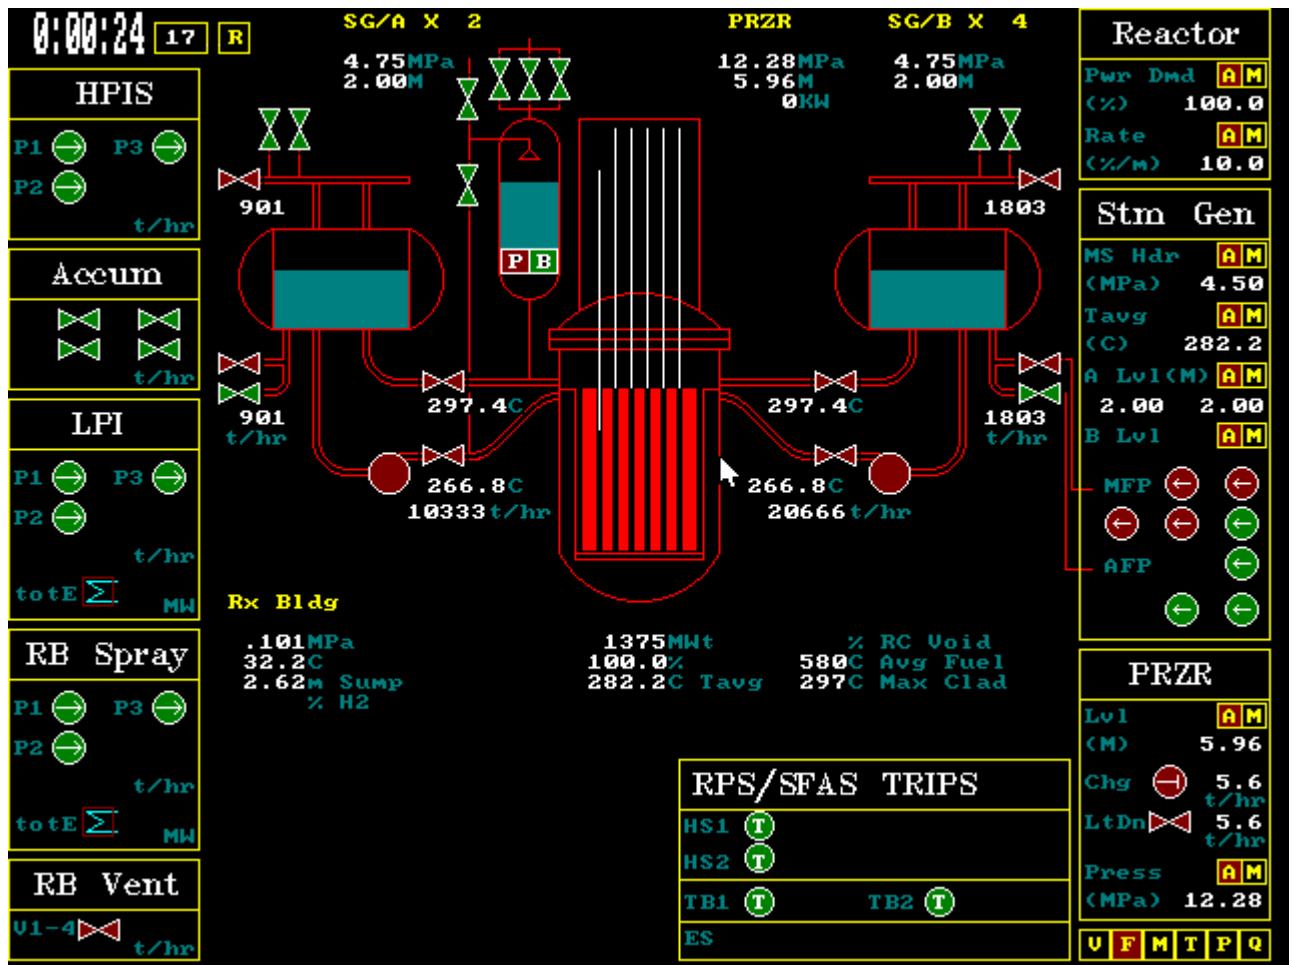 0:00:24 17 R
SG/A X 2
4.75MPa
2.00M
PRZR
12.28MPa
5.96M
0KW
SG/B X 4
4.75MPa
2.00M
HPIS
P1 P3
P2
t/hr
Accum
t/hr
LPI
P1 P3
P2
t/hr
totE Σ MW
RB Spray
P1 P3
P2
t/hr
totE Σ MW
RB Vent
V1-4
t/hr
901
901
t/hr
P B
297.4C
266.8C
10333t/hr
297.4C
266.8C
20666t/hr
1803
1803
t/hr
Rx Bldg
.101MPa
32.2C
2.62m Sump
% H2
1375MWt
100.0%
282.2C Tavg
% RC Void
580C Avg Fuel
297C Max Clad
RPS/SFAS TRIPS
HS1 T
HS2 T
TB1 T TB2 T
ES
Reactor
Pwr Dmd A M
(%) 100.0
Rate A M
(%/m) 10.0
Stm Gen
MS Hdr A M
(MPa) 4.50
Tavg A M
(C) 282.2
A Lvl(M) A M
2.00 2.00
B Lvl A M
MFP
AFP
PRZR
Lvl A M
(M) 5.96
Chg 5.6
t/hr
LtDn 5.6
t/hr
Press A M
(MPa) 12.28
V F M T P Q